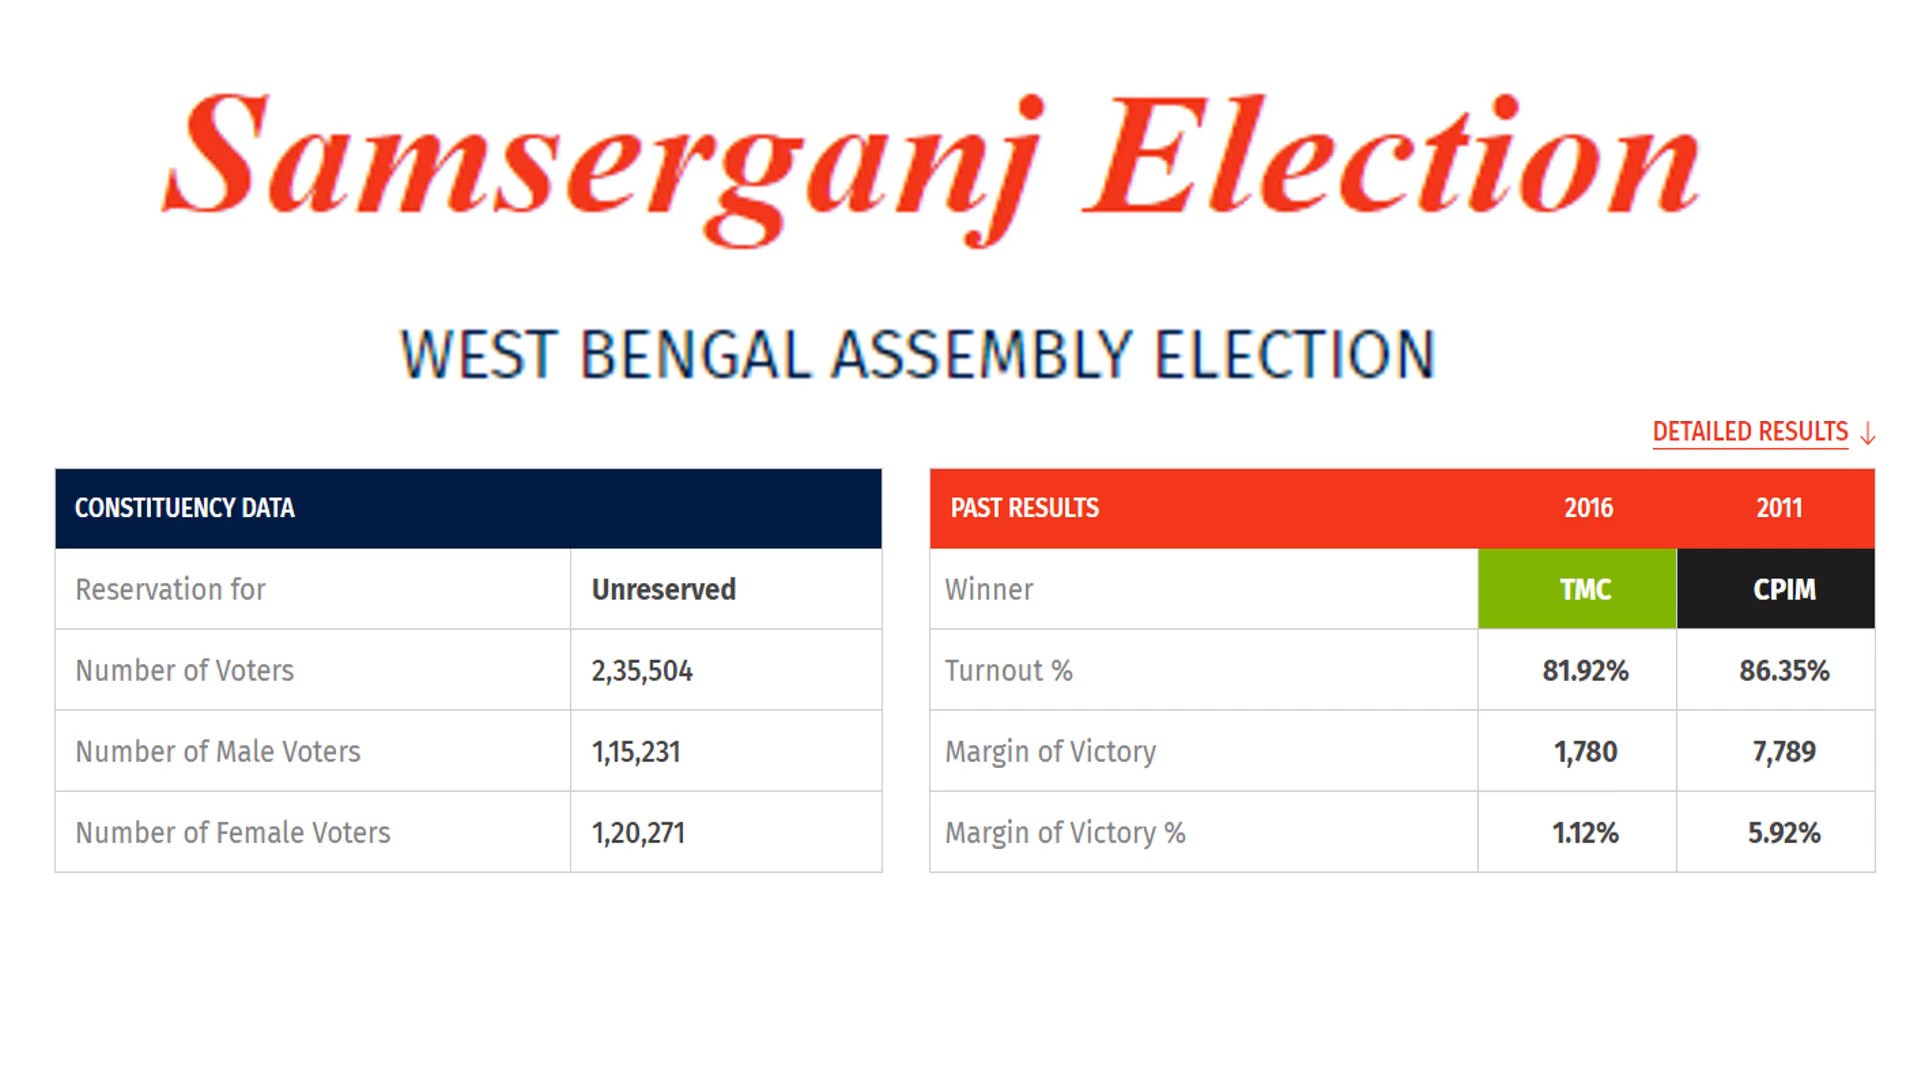 Samserganj Election
WEST BENGAL ASSEMBLY ELECTION
DETAILED RESULTS ↓
CONSTITUENCY DATA
Reservation for Unreserved
Number of Voters 2,35,504
Number of Male Voters 1,15,231
Number of Female Voters 1,20,271
PAST RESULTS 2016 2011
Winner TMC CPIM
Turnout % 81.92% 86.35%
Margin of Victory 1,780 7,789
Margin of Victory % 1.12% 5.92%